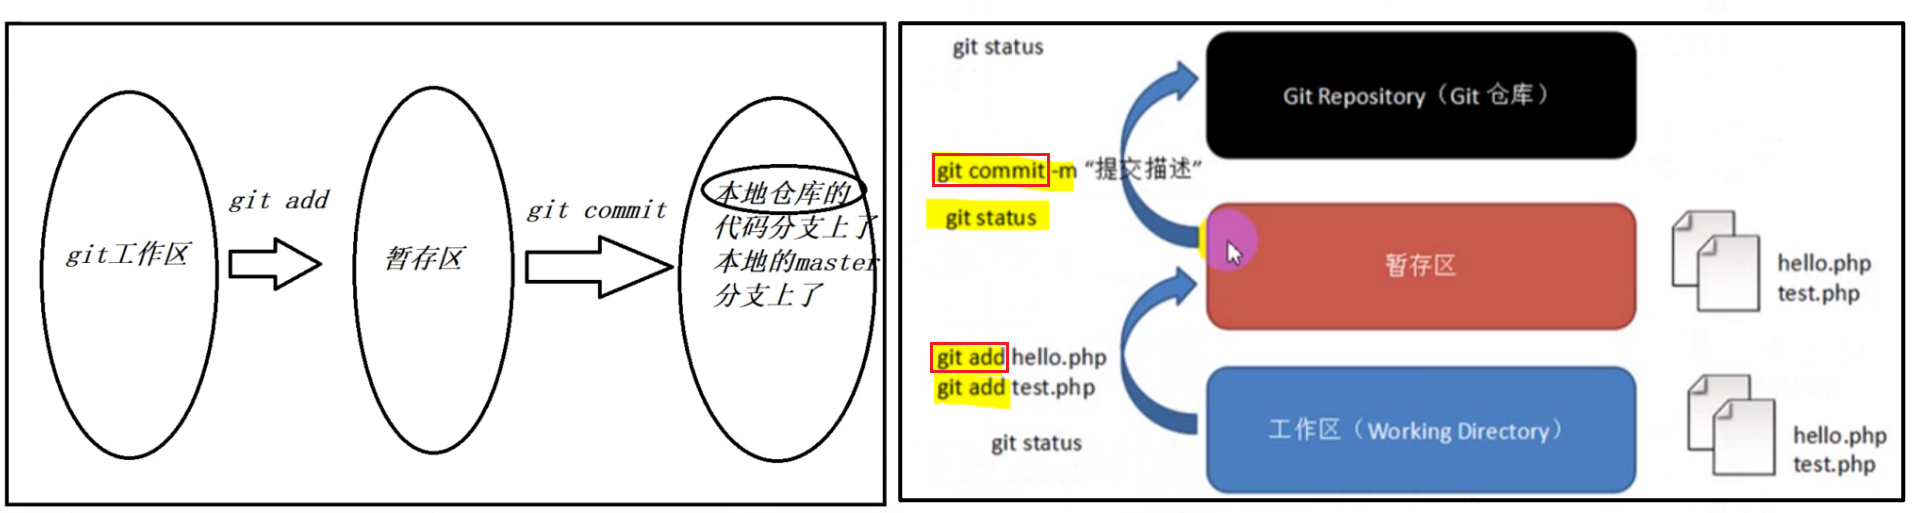 git工作区
git add
暂存区
git commit
本地仓库的
代码分支上了
本地的master
分支上了
git status
Git Repository（Git 仓库）
git commit -m “提交描述”
git status
暂存区
hello.php
test.php
git add hello.php
git add test.php
git status
工作区（Working Directory）
hello.php
test.php